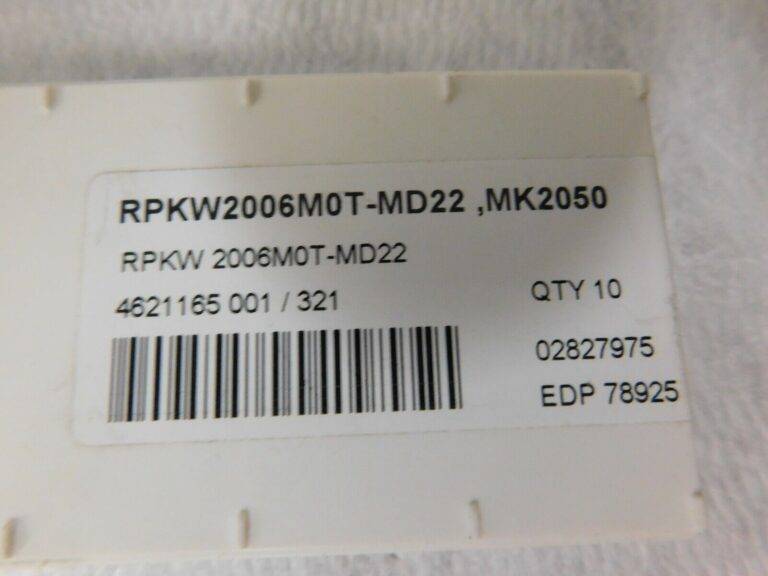 RPKW2006M0T-MD22 ,MK2050
RPKW 2006M0T-MD22
4621165 001 / 321
QTY 10
02827975
EDP 78925